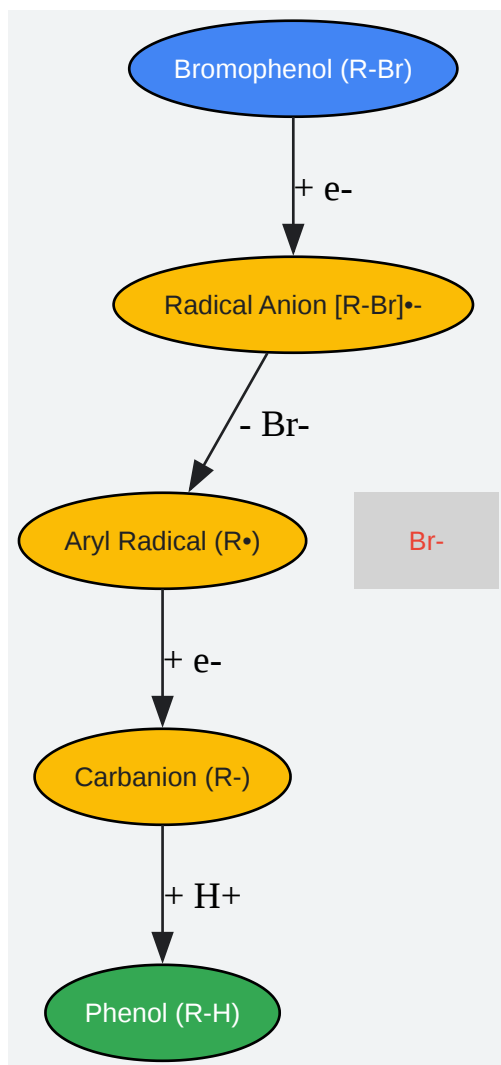 Bromophenol (R-Br)
+ e-
Radical Anion [R-Br]•-
- Br-
Aryl Radical (R•)
Br-
+ e-
Carbanion (R-)
+ H+
Phenol (R-H)